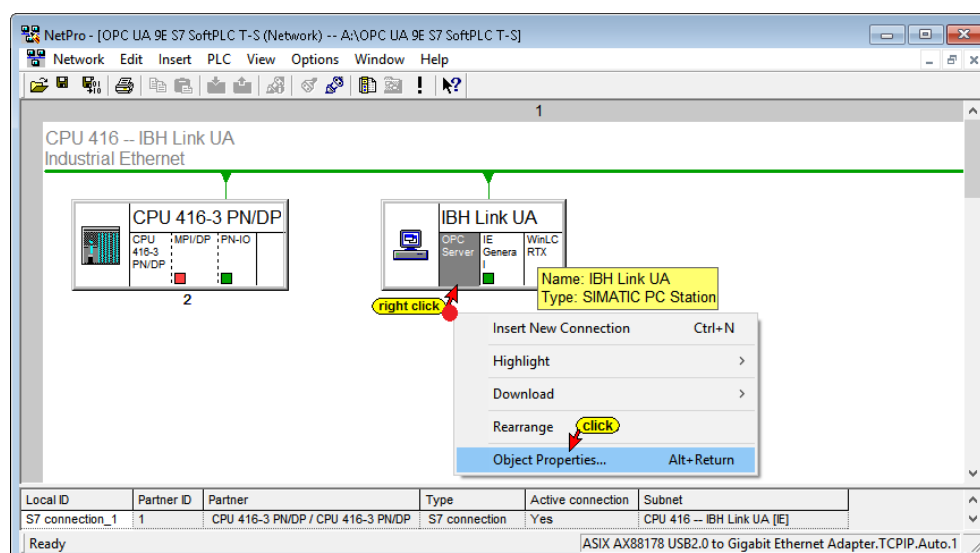 NetPro - [OPC UA 9E S7 SoftPLC T-S (Network) -- A:\OPC UA 9E S7 SoftPLC T-S]
Network Edit Insert PLC View Options Window Help
1
CPU 416 -- IBH Link UA
Industrial Ethernet
CPU 416-3 PN/DP
CPU 416-3 PN/DP
MPI/DP
PN-IO
2
IBH Link UA
OPC Server
IE General
WinLC RTX
Name: IBH Link UA
Type: SIMATIC PC Station
right click
Insert New Connection Ctrl+N
Highlight >
Download >
Rearrange
click
Object Properties... Alt+Return
Local ID Partner ID Partner Type Active connection Subnet
S7 connection_1 1 CPU 416-3 PN/DP / CPU 416-3 PN/DP S7 connection Yes CPU 416 -- IBH Link UA [IE]
Ready ASIX AX88178 USB2.0 to Gigabit Ethernet Adapter.TCPIP.Auto.1